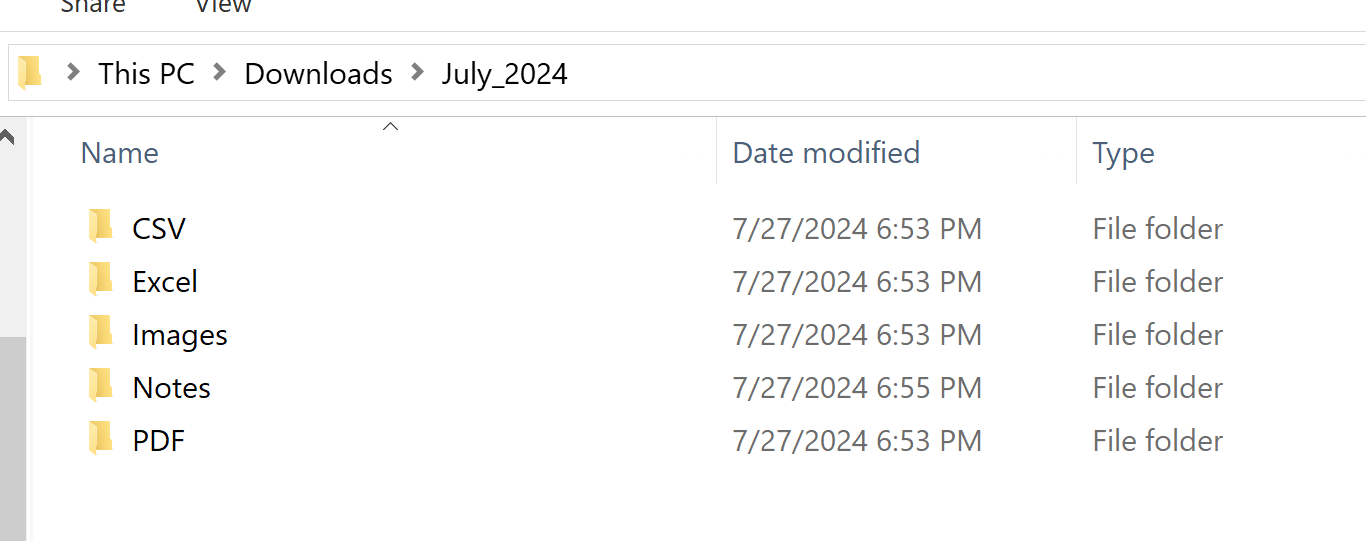 Share View
This PC Downloads July_2024
Name Date modified Type
CSV 7/27/2024 6:53 PM File folder
Excel 7/27/2024 6:53 PM File folder
Images 7/27/2024 6:53 PM File folder
Notes 7/27/2024 6:55 PM File folder
PDF 7/27/2024 6:53 PM File folder